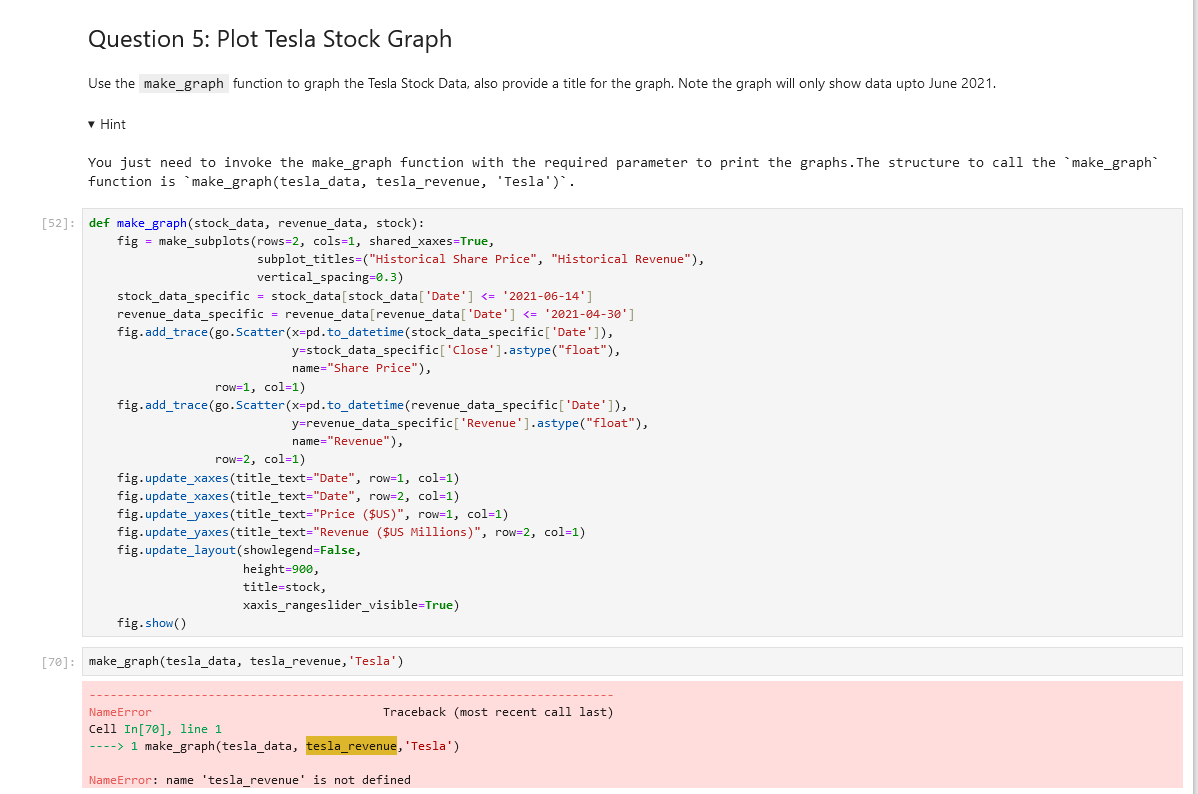 Question 5: Plot Tesla Stock Graph
Use the make_graph function to graph the Tesla Stock Data, also provide a title for the graph. Note the graph will only show data upto June 2021.
▾ Hint
You just need to invoke the make_graph function with the required parameter to print the graphs.The structure to call the `make_graph`
function is `make_graph(tesla_data, tesla_revenue, 'Tesla')`.
[52]: def make_graph(stock_data, revenue_data, stock):
    fig = make_subplots(rows=2, cols=1, shared_xaxes=True,
                        subplot_titles=("Historical Share Price", "Historical Revenue"),
                        vertical_spacing=0.3)
    stock_data_specific = stock_data[stock_data['Date'] <= '2021-06-14']
    revenue_data_specific = revenue_data[revenue_data['Date'] <= '2021-04-30']
    fig.add_trace(go.Scatter(x=pd.to_datetime(stock_data_specific['Date']),
                             y=stock_data_specific['Close'].astype("float"),
                             name="Share Price"),
                  row=1, col=1)
    fig.add_trace(go.Scatter(x=pd.to_datetime(revenue_data_specific['Date']),
                             y=revenue_data_specific['Revenue'].astype("float"),
                             name="Revenue"),
                  row=2, col=1)
    fig.update_xaxes(title_text="Date", row=1, col=1)
    fig.update_xaxes(title_text="Date", row=2, col=1)
    fig.update_yaxes(title_text="Price ($US)", row=1, col=1)
    fig.update_yaxes(title_text="Revenue ($US Millions)", row=2, col=1)
    fig.update_layout(showlegend=False,
                      height=900,
                      title=stock,
                      xaxis_rangeslider_visible=True)
    fig.show()
[70]: make_graph(tesla_data, tesla_revenue,'Tesla')
---------------------------------------------------------------------------
NameError                                 Traceback (most recent call last)
Cell In[70], line 1
----> 1 make_graph(tesla_data, tesla_revenue,'Tesla')
NameError: name 'tesla_revenue' is not defined